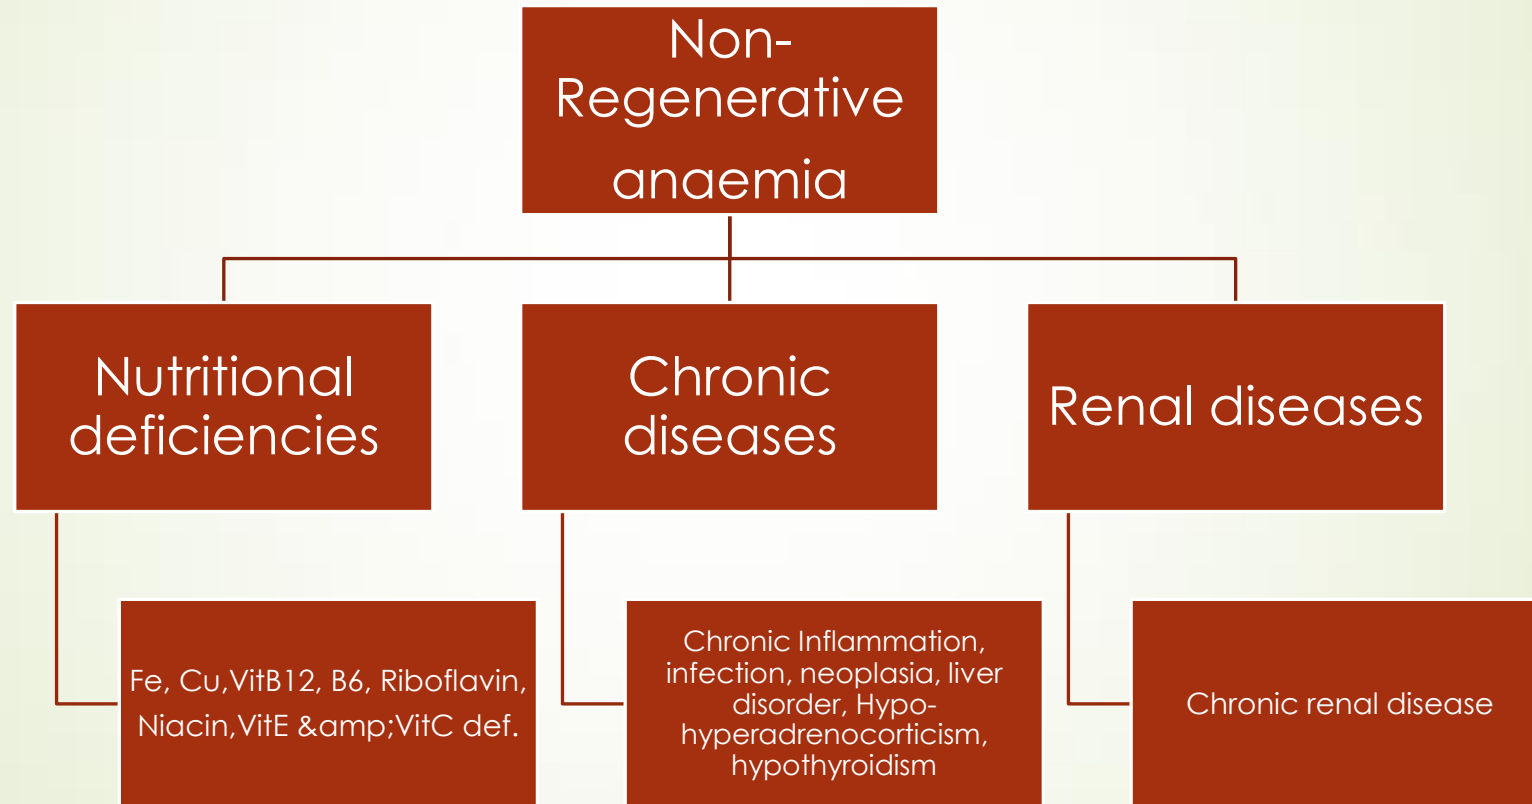 Non-
Regenerative
anaemia
Nutritional
deficiencies
Chronic
diseases
Renal diseases
Fe, Cu,VitB12, B6, Riboflavin,
Niacin,VitE &amp;VitC def.
Chronic Inflammation,
infection, neoplasia, liver
disorder, Hypo-
hyperadrenocorticism,
hypothyroidism
Chronic renal disease